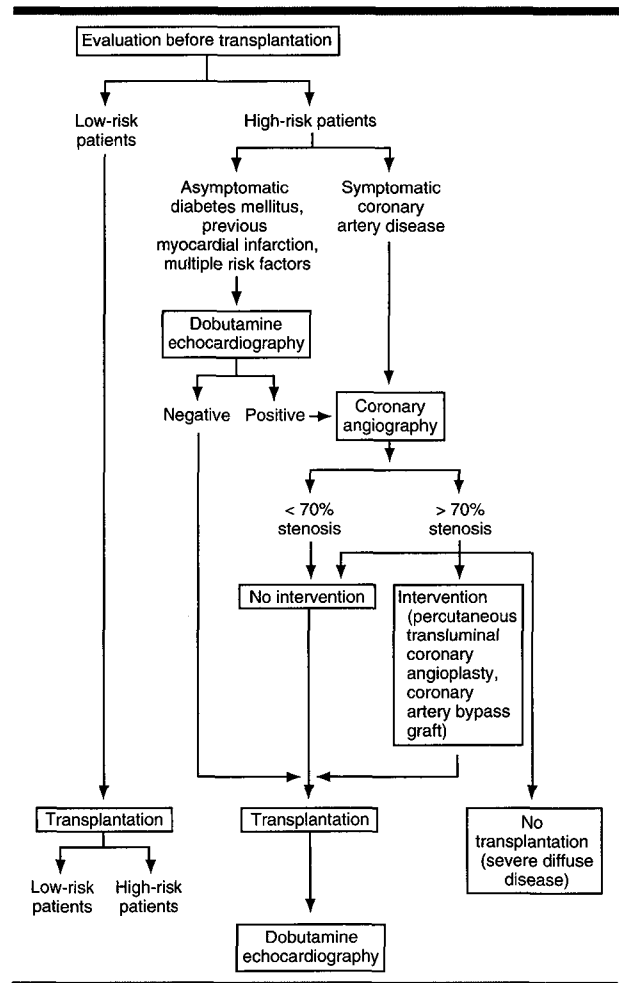 Evaluation before transplantation
Low-risk
patients
High-risk patients
Asymptomatic
diabetes mellitus,
previous
myocardial infarction,
multiple risk factors
Symptomatic
coronary
artery disease
Dobutamine
echocardiography
Negative
Positive
Coronary
angiography
< 70%
stenosis
> 70%
stenosis
No intervention
Intervention
(percutaneous
transluminal
coronary
angioplasty,
coronary
artery bypass
graft)
Transplantation
Low-risk
patients
High-risk
patients
Transplantation
No
transplantation
(severe diffuse
disease)
Dobutamine
echocardiography